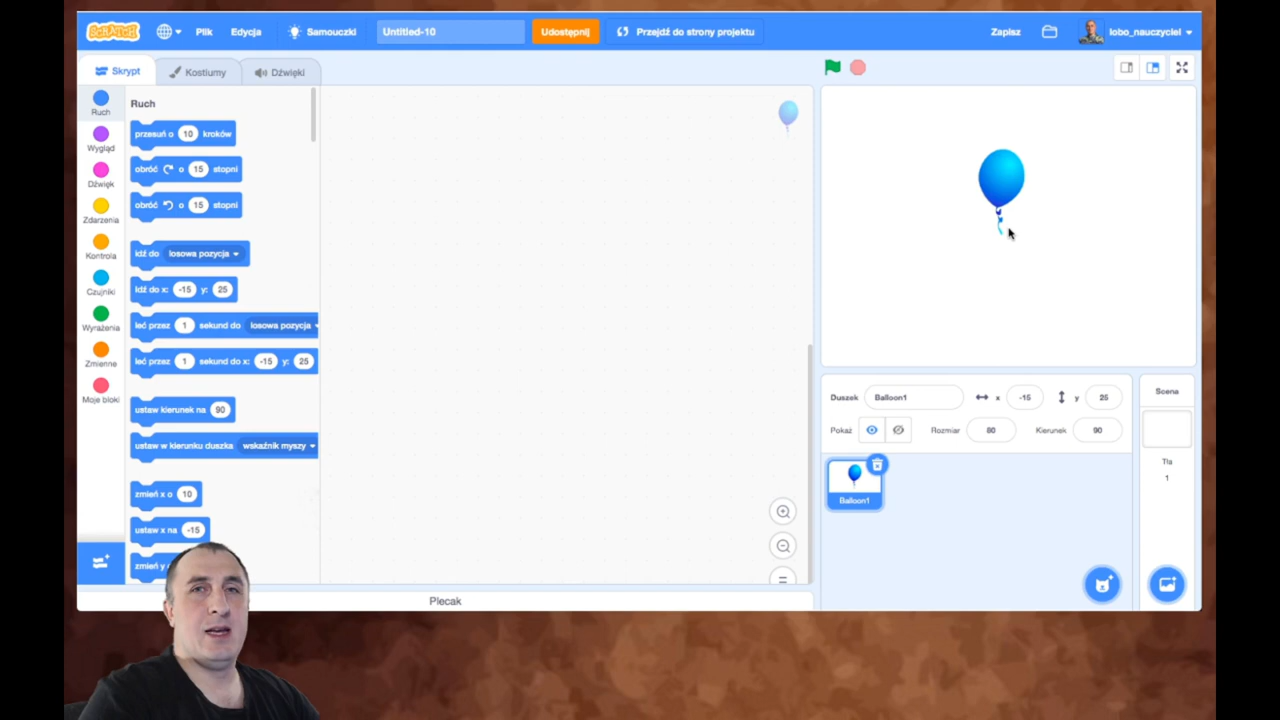 SCRATCH
Plik
Edycja
Samouczki
Untitled-10
Udostępnij
Przejdź do strony projektu
Zapisz
lobo_nauczyciel
Skrypt
Kostiumy
Dźwięki
Ruch
Wygląd
Dźwięk
Zdarzenia
Kontrola
Czujniki
Wyrażenia
Zmienne
Moje bloki
Ruch
przesuń o 10 kroków
obróć o 15 stopni
obróć o 15 stopni
idź do losowa pozycja
idź do x: -15 y: 25
leć przez 1 sekund do losowa pozycja
leć przez 1 sekund do x: -15 y: 25
ustaw kierunek na 90
ustaw w kierunku duszka wskaźnik myszy
zmień x o 10
ustaw x na -15
zmień y
Plecak
Duszek Balloon1 x -15 y 25
Pokaż Rozmiar 80 Kierunek 90
Balloon1
Scena
Tła
1